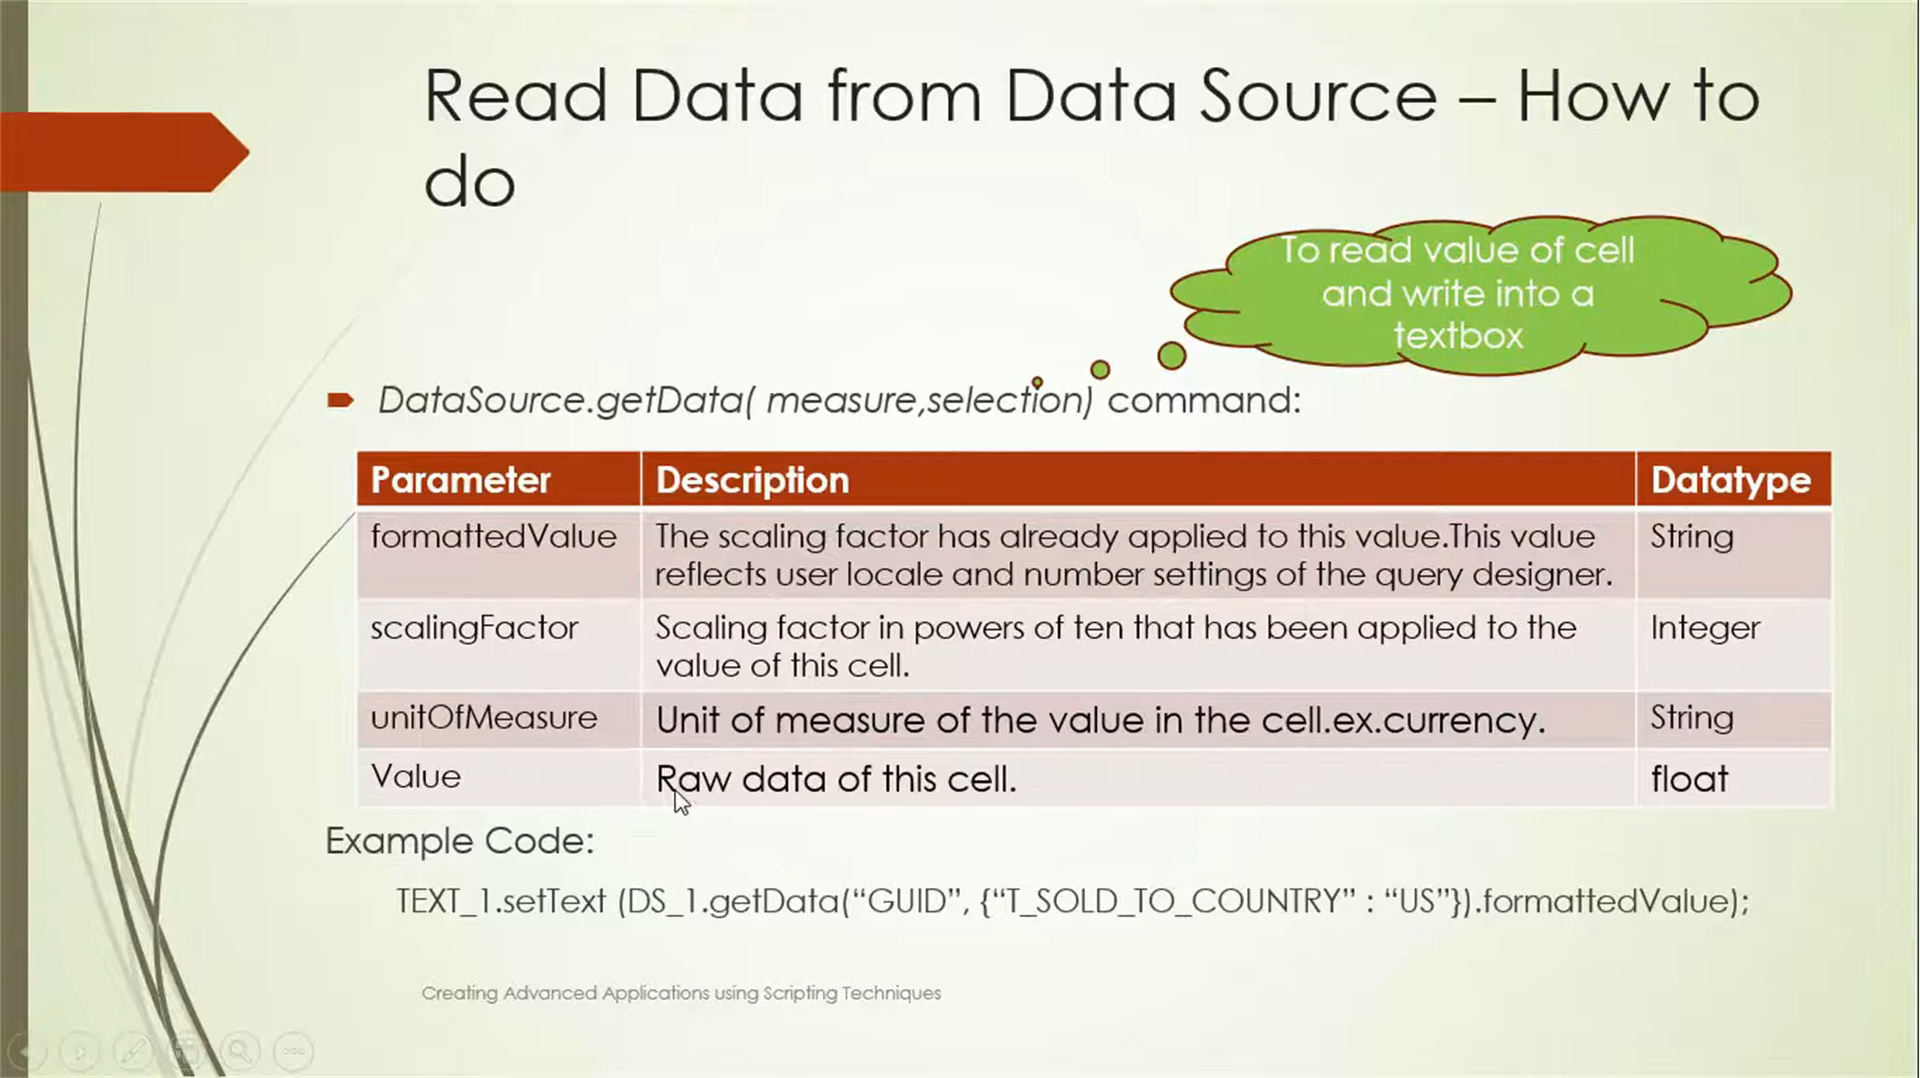 Read Data from Data Source – How to
do
To read value of cell
and write into a
textbox
DataSource.getData( measure,selection) command:
Parameter Description Datatype
formattedValue The scaling factor has already applied to this value.This value String
reflects user locale and number settings of the query designer.
scalingFactor Scaling factor in powers of ten that has been applied to the Integer
value of this cell.
unitOfMeasure Unit of measure of the value in the cell.ex.currency. String
Value Raw data of this cell. float
Example Code:
TEXT_1.setText (DS_1.getData(“GUID”, {“T_SOLD_TO_COUNTRY” : “US”}).formattedValue);
Creating Advanced Applications using Scripting Techniques